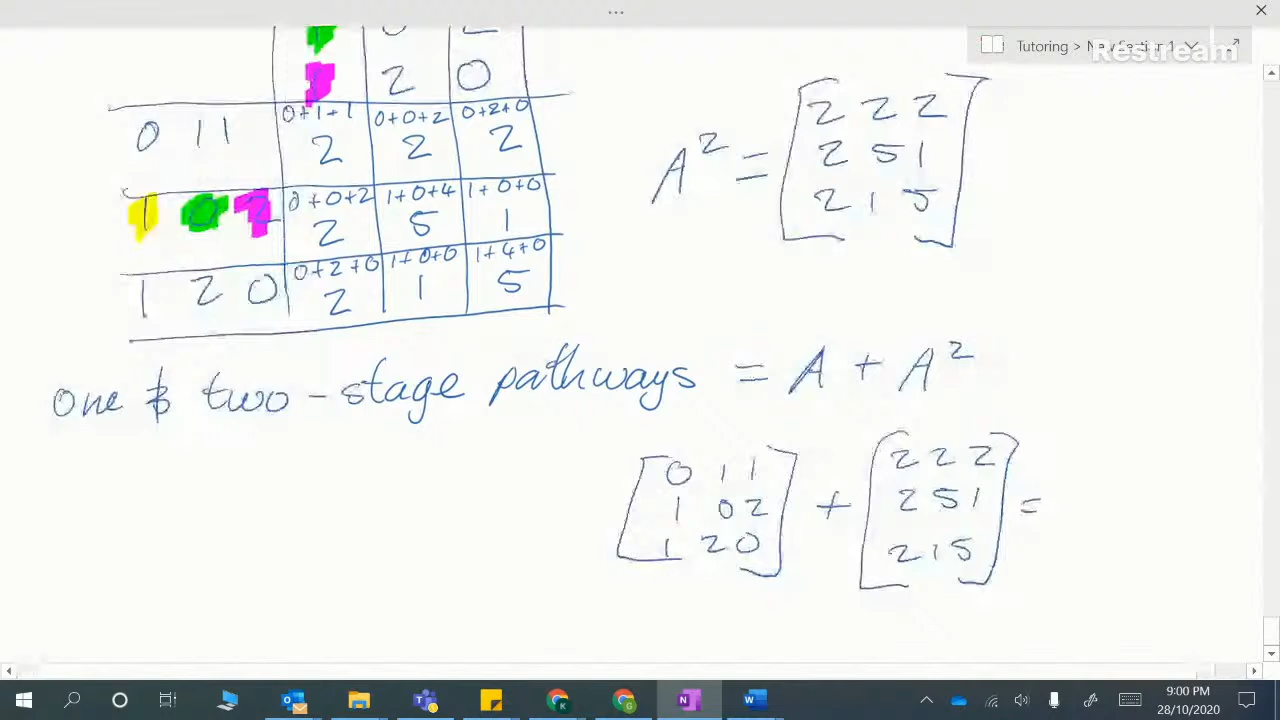 ...
Tutoring > New Section 1
Restream
2 0
0 1 1
0+1+1 0+0+2 0+2+0
2 2 2
1 0 2
0+0+2 1+0+4 1+0+0
2 5 1
1 2 0
0+2+0 1+0+0 1+4+0
2 1 5
A² =
2 2 2
2 5 1
2 1 5
One & two-stage pathways = A + A²
0 1 1
1 0 2
1 2 0
+
2 2 2
2 5 1
2 1 5
=
9:00 PM
28/10/2020